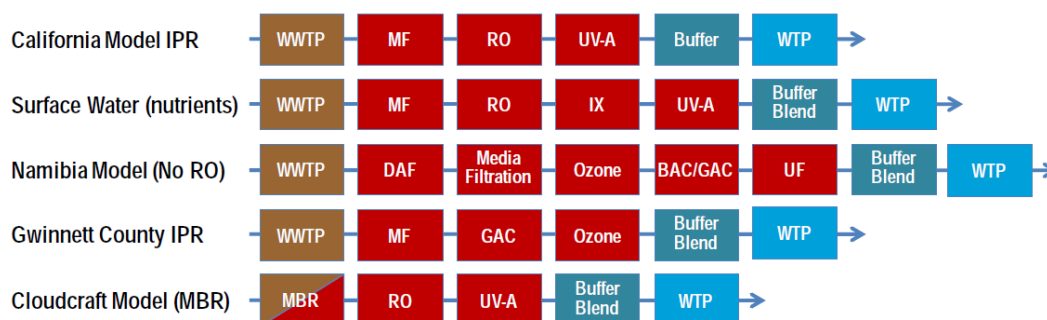 California Model IPR WWTP MF RO UV-A Buffer WTP
Surface Water (nutrients) WWTP MF RO IX UV-A Buffer Blend WTP
Namibia Model (No RO) WWTP DAF Media Filtration Ozone BAC/GAC UF Buffer Blend WTP
Gwinnett County IPR WWTP MF GAC Ozone Buffer Blend WTP
Cloudcraft Model (MBR) MBR RO UV-A Buffer Blend WTP